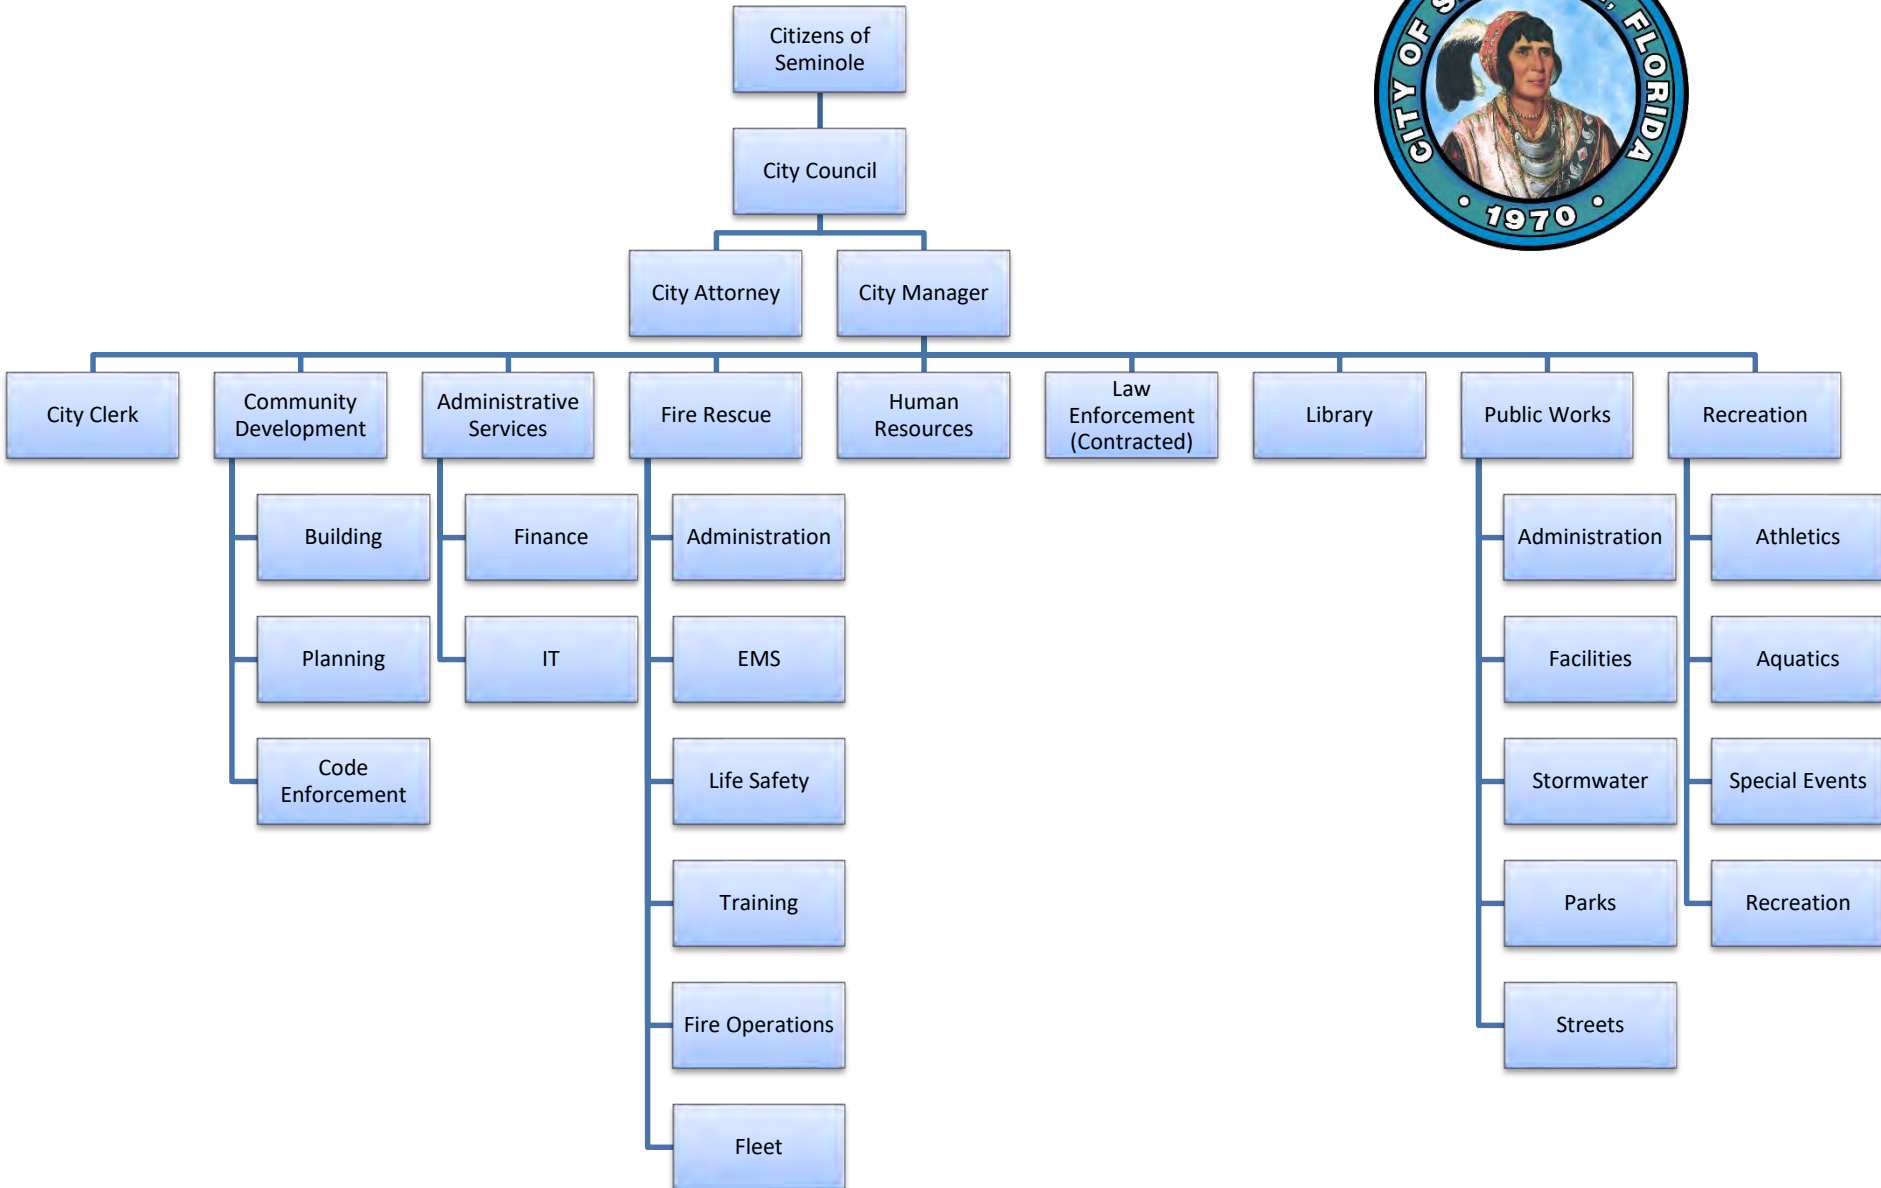 Citizens of
Seminole
CITY OF
FLORIDA
1970
City Council
City Attorney
City Manager
City Clerk
Community
Development
Administrative
Services
Fire Rescue
Human
Resources
Law
Enforcement
(Contracted)
Library
Public Works
Recreation
Building
Finance
Administration
Administration
Athletics
Planning
IT
EMS
Facilities
Aquatics
Code
Enforcement
Life Safety
Stormwater
Special Events
Training
Parks
Recreation
Fire Operations
Streets
Fleet